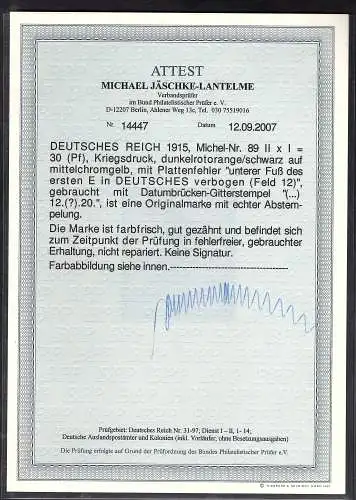 ATTEST
MICHAEL JÄSCHKE-LANTELME
Verbandsprüfer
im Bund Philatelistischer Prüfer e. V.
D-12207 Berlin, Ahlener Weg 13c, Tel. 030 75519016
Nr. 14447 Datum 12.09.2007
DEUTSCHES REICH 1915, Michel-Nr. 89 II x I =
30 (Pf), Kriegsdruck, dunkelrotorange/schwarz auf
mittelchromgelb, mit Plattenfehler "unterer Fuß des
ersten E in DEUTSCHES verbogen (Feld 12)",
gebraucht mit Datumbrücken-Gitterstempel "(...)
12.(?).20.", ist eine Originalmarke mit echter Abstem-
pelung.
Die Marke ist farbfrisch, gut gezähnt und befindet sich
zum Zeitpunkt der Prüfung in fehlerfreier, gebrauchter
Erhaltung, nicht repariert. Keine Signatur.
Farbabbildung siehe innen.------------------------------
Prüfgebiet: Deutsches Reich Nr. 31-97; Dienst I – II, 1- 14;
Deutsche Auslandspostämter und Kolonien (inkl. Vorläufer, ohne Besetzungsausgaben)
Die Prüfung erfolgte auf Grund der Prüfordnung des Bundes Philatelistischer Prüfer e.V.